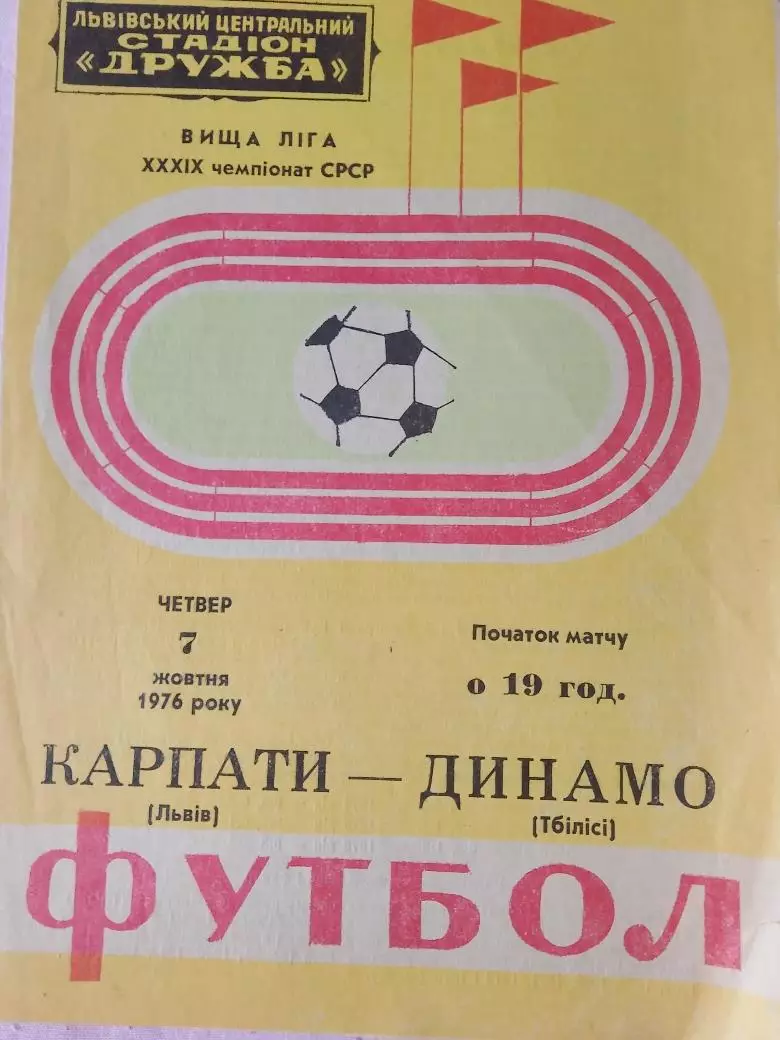 ЛЬВІВСЬКИЙ ЦЕНТРАЛЬНИЙ
СТАДІОН
«ДРУЖБА»
ВИЩА ЛІГА
XXXIX чемпіонат СРСР
ЧЕТВЕР
7
жовтня
1976 року
Початок матчу
о 19 год.
КАРПАТИ — ДИНАМО
(Львів) (Тбілісі)
ФУТБОЛ